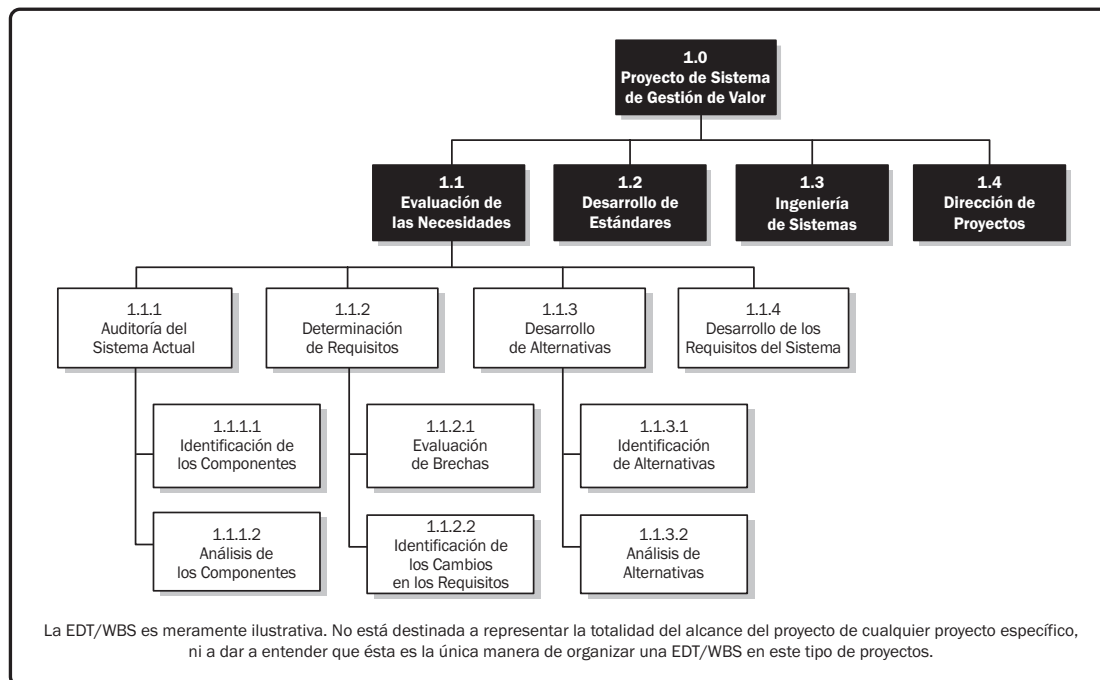 1.0
Proyecto de Sistema
de Gestión de Valor
1.1
Evaluación de
las Necesidades
1.2
Desarrollo de
Estándares
1.3
Ingeniería
de Sistemas
1.4
Dirección de
Proyectos
1.1.1
Auditoría del
Sistema Actual
1.1.2
Determinación
de Requisitos
1.1.3
Desarrollo
de Alternativas
1.1.4
Desarrollo de los
Requisitos del Sistema
1.1.1.1
Identificación de
los Componentes
1.1.2.1
Evaluación
de Brechas
1.1.3.1
Identificación
de Alternativas
1.1.1.2
Análisis de
los Componentes
1.1.2.2
Identificación de
los Cambios
en los Requisitos
1.1.3.2
Análisis de
Alternativas
La EDT/WBS es meramente ilustrativa. No está destinada a representar la totalidad del alcance del proyecto de cualquier proyecto específico,
ni a dar a entender que ésta es la única manera de organizar una EDT/WBS en este tipo de proyectos.